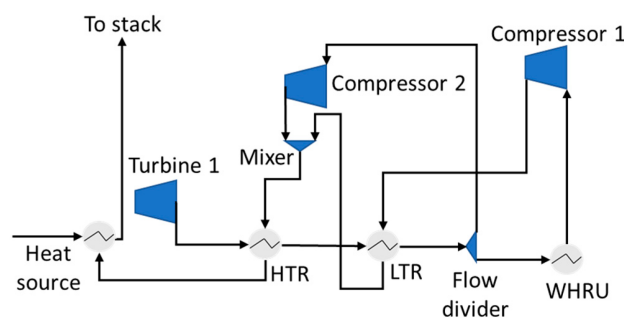 To stack
Compressor 1
Compressor 2
Mixer
Turbine 1
Heat
source
HTR
LTR
Flow
divider
WHRU